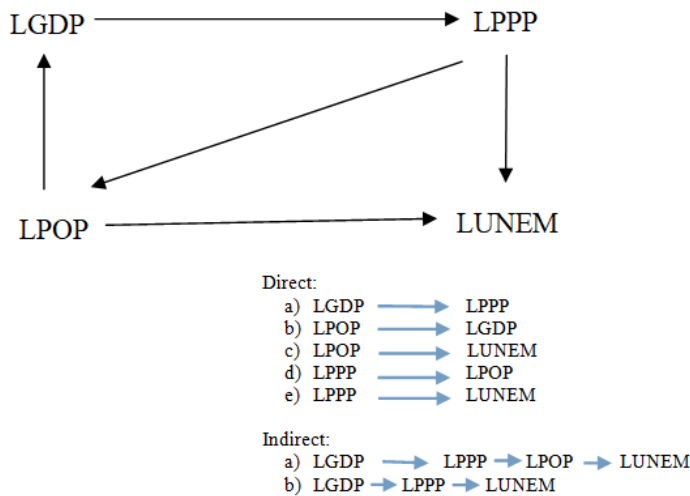 LGDP LPPP
LPOP LUNEM
Direct:
a) LGDP LPPP
b) LPOP LGDP
c) LPOP LUNEM
d) LPPP LPOP
e) LPPP LUNEM
Indirect:
a) LGDP LPPP LPOP LUNEM
b) LGDP LPPP LUNEM